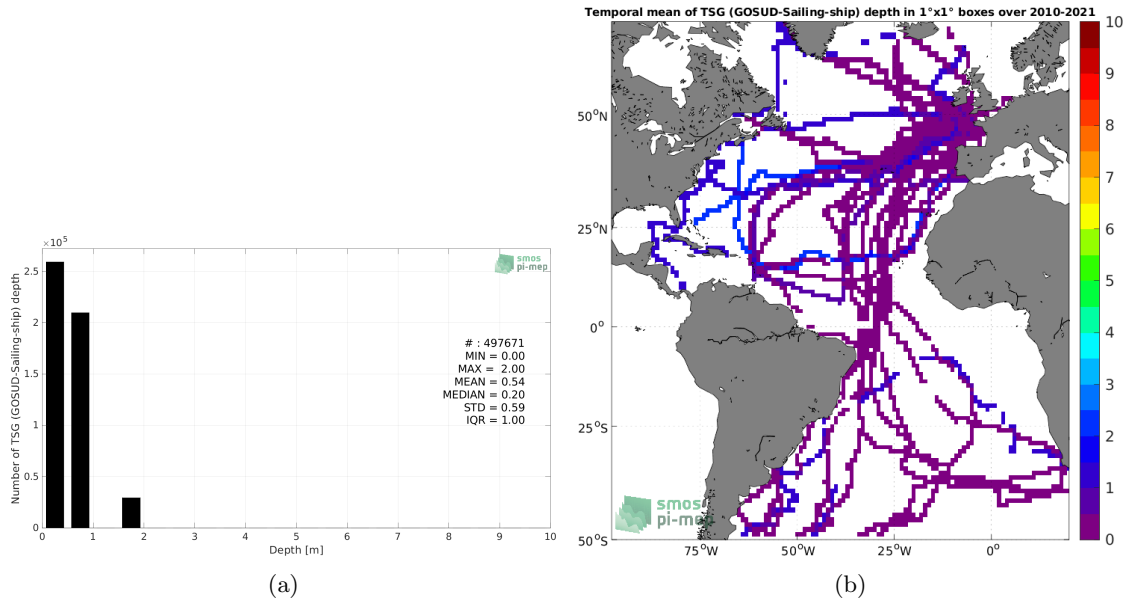 ×10⁵
2.5
2
1.5
1
0.5
0
0 1 2 3 4 5 6 7 8 9 10
Number of TSG (GOSUD-Sailing-ship) depth
Depth [m]
smos
pi-mep
# : 497671
MIN = 0.00
MAX = 2.00
MEAN = 0.54
MEDIAN = 0.20
STD = 0.59
IQR = 1.00
(a)
Temporal mean of TSG (GOSUD-Sailing-ship) depth in 1°x1° boxes over 2010-2021
50°N
25°N
0°
25°S
50°S
75°W 50°W 25°W 0°
smos
pi-mep
10
9
8
7
6
5
4
3
2
1
0
(b)